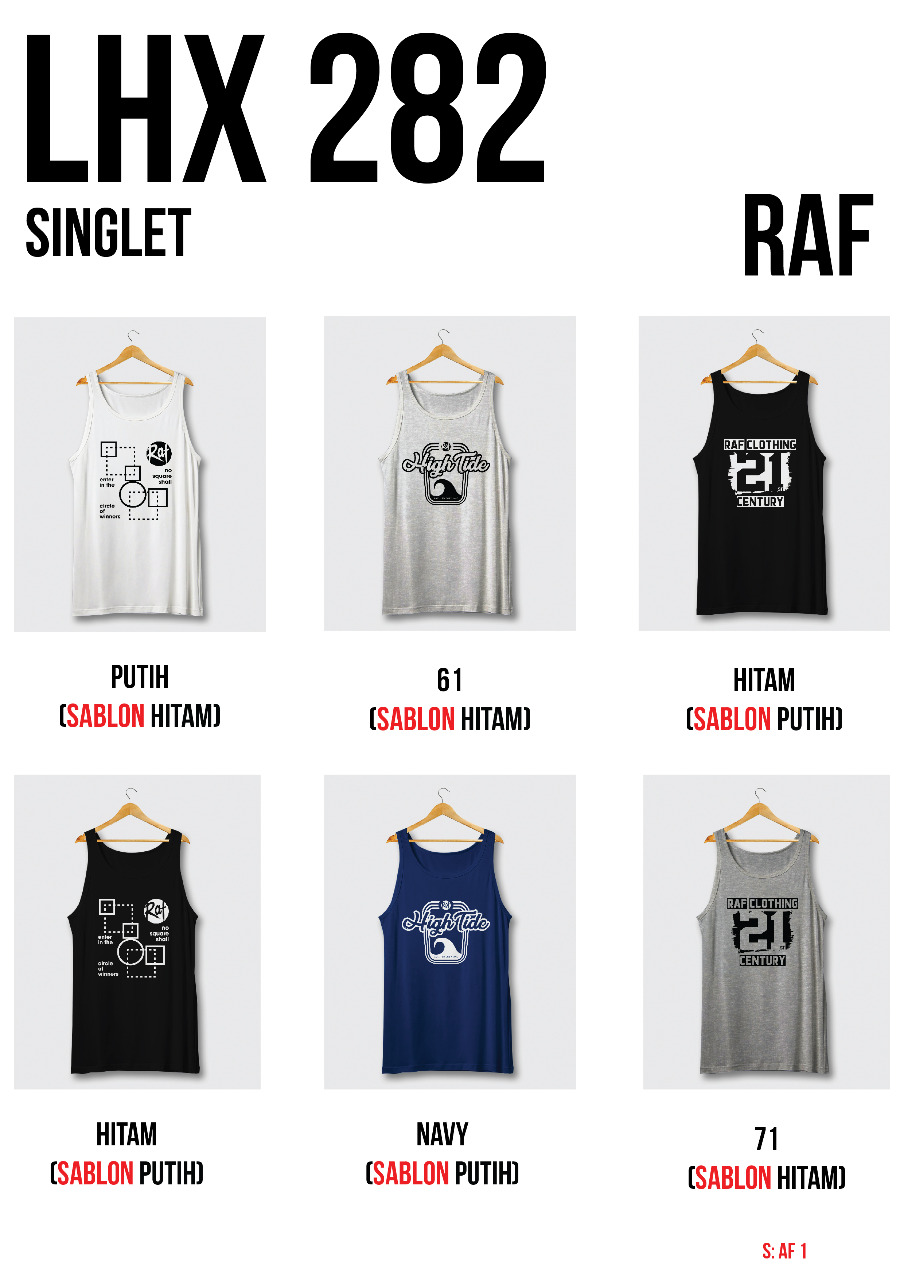 LHX 282
SINGLET
RAF
Raf
no
square
shall
enter
in the
circle
of
winners
High Tide
RAF CLOTHING
21
ST
CENTURY
PUTIH
(SABLON HITAM)
61
(SABLON HITAM)
HITAM
(SABLON PUTIH)
Raf
no
square
shall
enter
in the
circle
of
winners
High Tide
RAF CLOTHING
21
ST
CENTURY
HITAM
(SABLON PUTIH)
NAVY
(SABLON PUTIH)
71
(SABLON HITAM)
S: AF 1